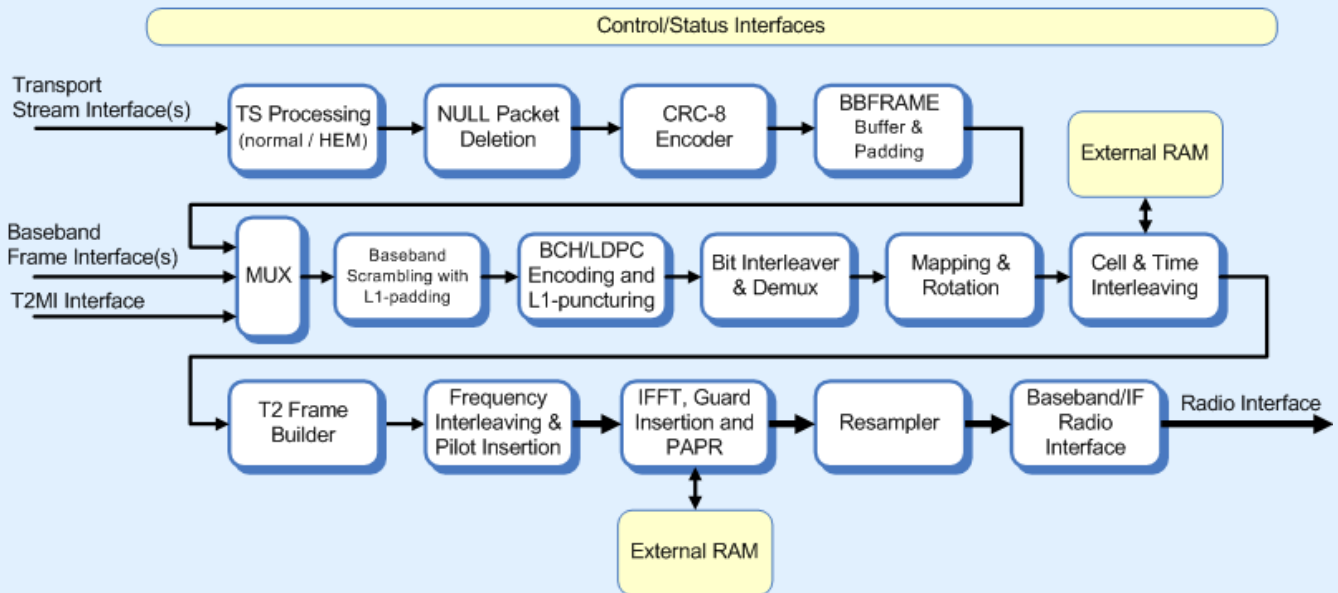 Control/Status Interfaces
Transport
Stream Interface(s)
TS Processing
(normal / HEM)
NULL Packet
Deletion
CRC-8
Encoder
BBFRAME
Buffer &
Padding
External RAM
Baseband
Frame Interface(s)
T2MI Interface
MUX
Baseband
Scrambling with
L1-padding
BCH/LDPC
Encoding and
L1-puncturing
Bit Interleaver
& Demux
Mapping &
Rotation
Cell & Time
Interleaving
T2 Frame
Builder
Frequency
Interleaving &
Pilot Insertion
IFFT, Guard
Insertion and
PAPR
Resampler
Baseband/IF
Radio
Interface
Radio Interface
External RAM